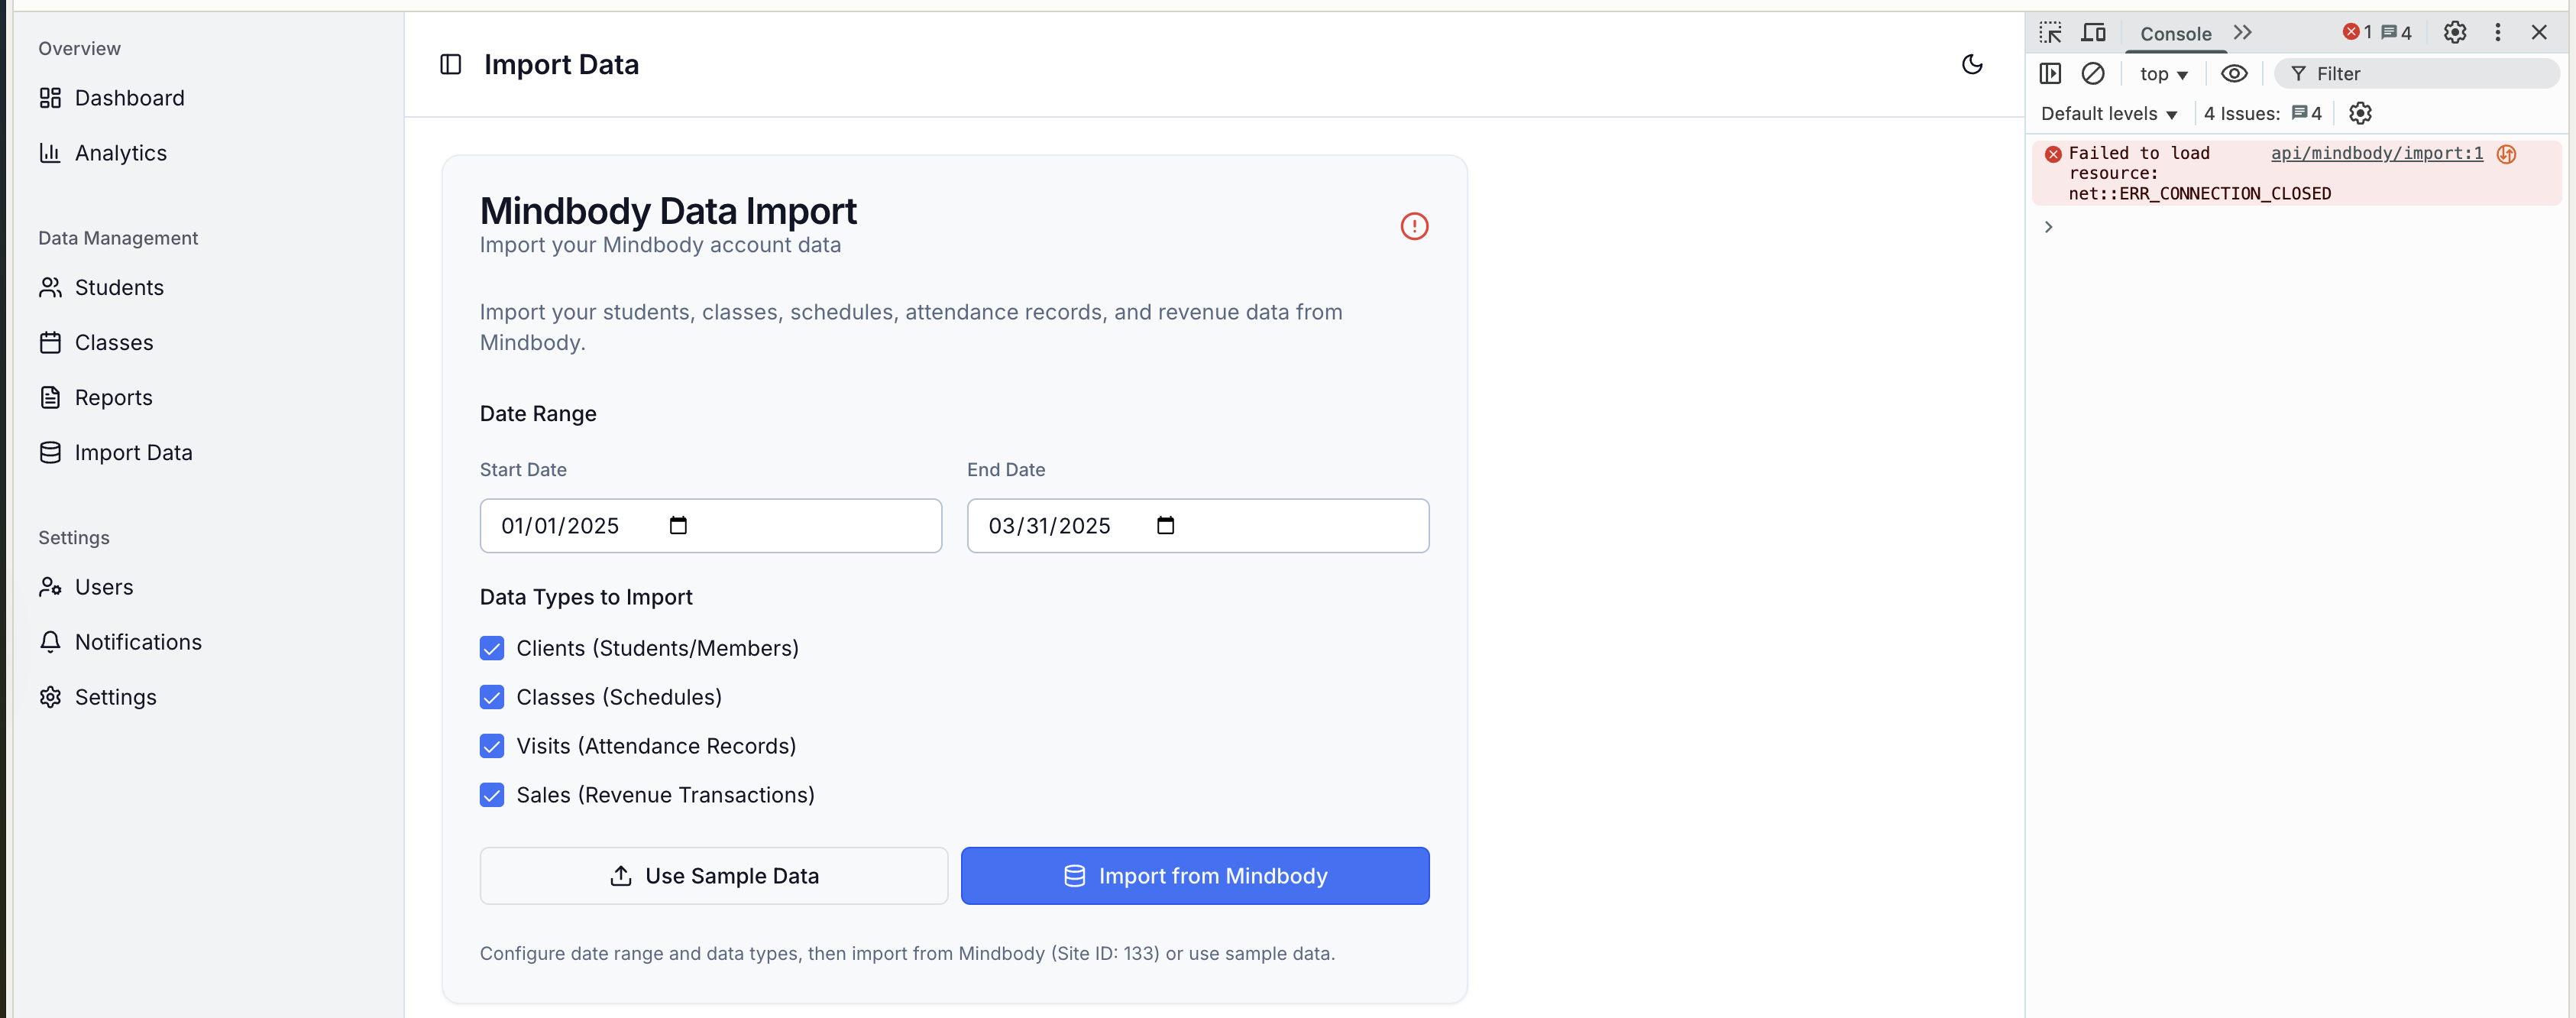 Overview
Dashboard
Analytics
Data Management
Students
Classes
Reports
Import Data
Settings
Users
Notifications
Settings
Import Data
Mindbody Data Import
Import your Mindbody account data
Import your students, classes, schedules, attendance records, and revenue data from
Mindbody.
Date Range
Start Date
End Date
01/01/2025
03/31/2025
Data Types to Import
Clients (Students/Members)
Classes (Schedules)
Visits (Attendance Records)
Sales (Revenue Transactions)
Use Sample Data
Import from Mindbody
Configure date range and data types, then import from Mindbody (Site ID: 133) or use sample data.
Console
1
4
top
Filter
Default levels
4 Issues:
4
Failed to load
api/mindbody/import:1
resource:
net::ERR_CONNECTION_CLOSED